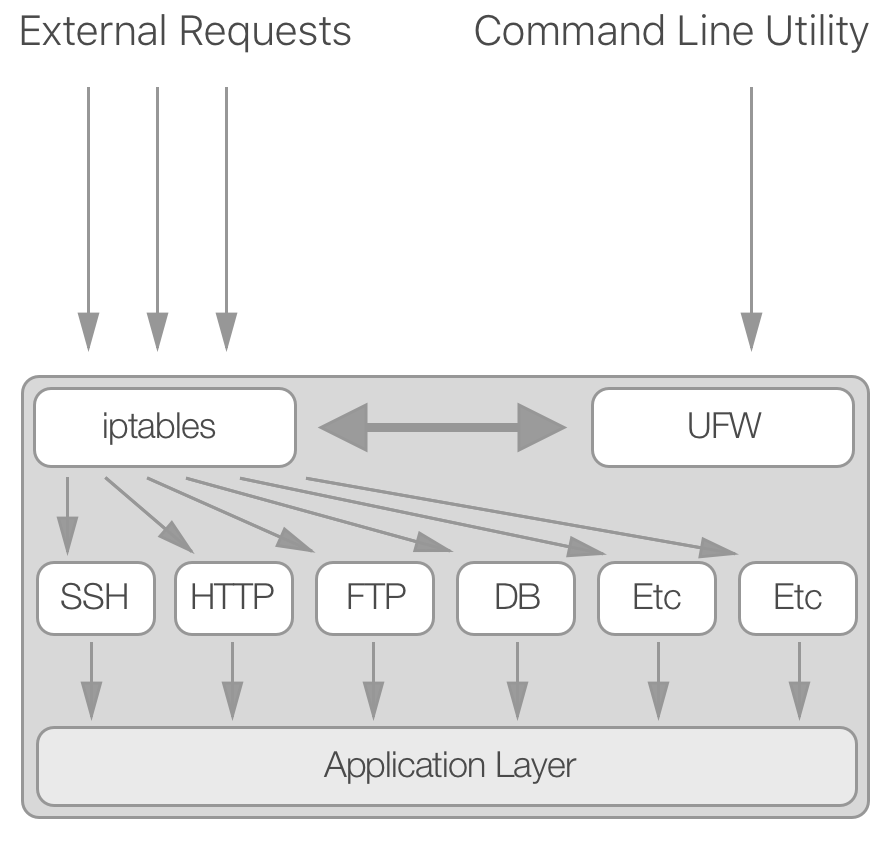 External Requests
Command Line Utility
iptables
UFW
SSH
HTTP
FTP
DB
Etc
Etc
Application Layer